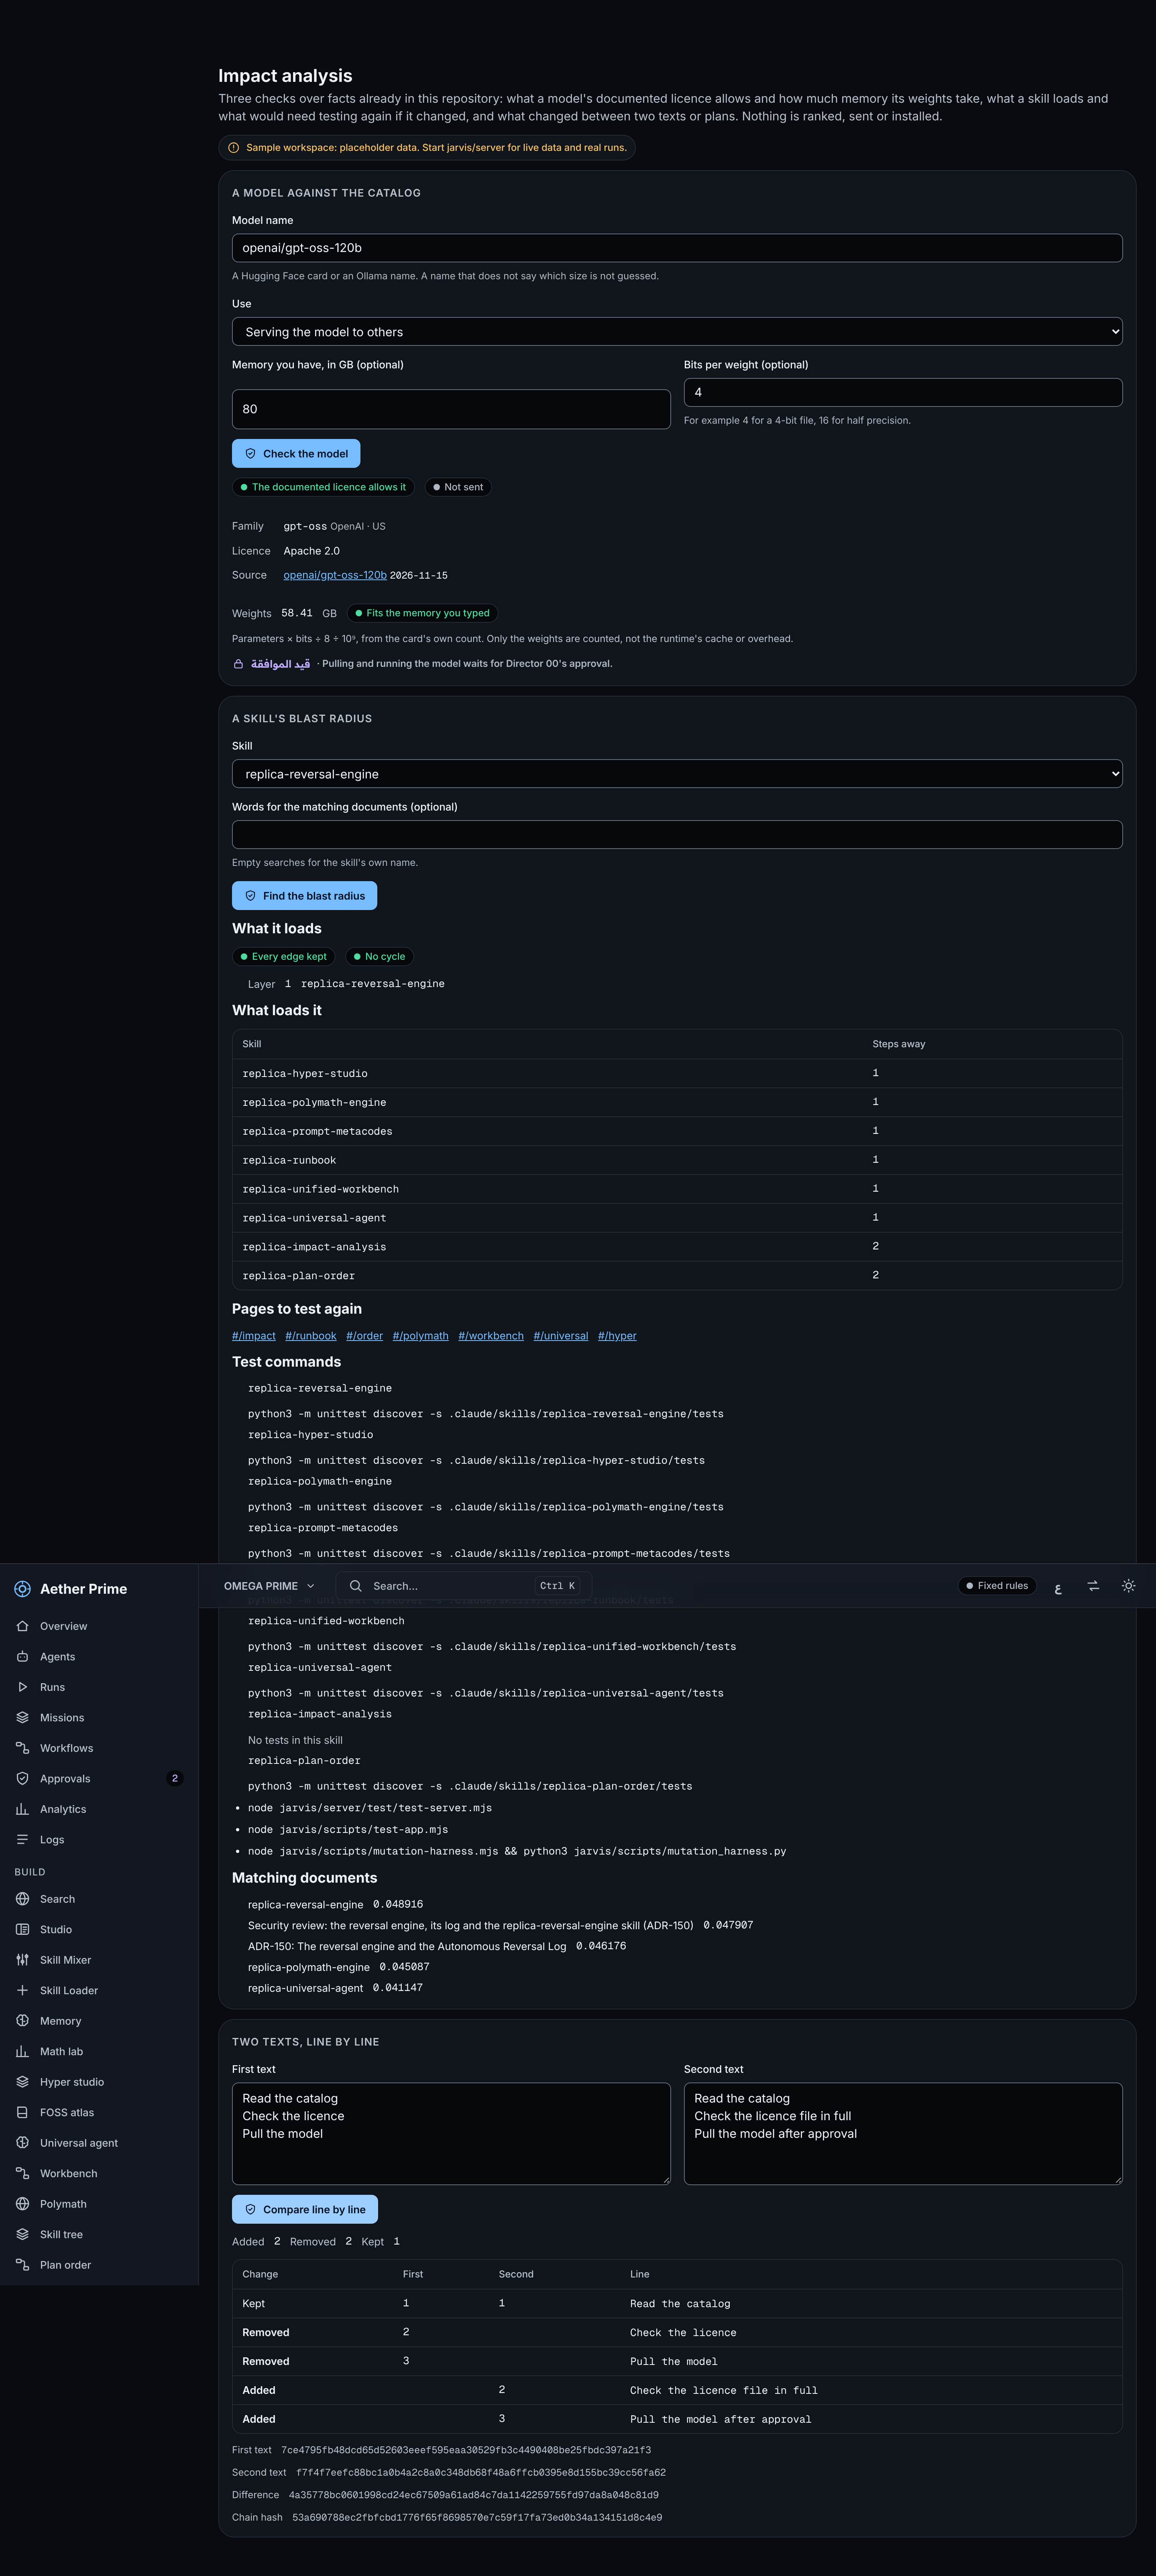 Impact analysis
Three checks over facts already in this repository: what a model's documented licence allows and how much memory its weights take, what a skill loads and
what would need testing again if it changed, and what changed between two texts or plans. Nothing is ranked, sent or installed.
Sample workspace: placeholder data. Start jarvis/server for live data and real runs.
A MODEL AGAINST THE CATALOG
Model name
openai/gpt-oss-120b
A Hugging Face card or an Ollama name. A name that does not say which size is not guessed.
Use
Serving the model to others
Memory you have, in GB (optional)
80
Bits per weight (optional)
4
For example 4 for a 4-bit file, 16 for half precision.
Check the model
The documented licence allows it
Not sent
Family gpt-oss OpenAI · US
Licence Apache 2.0
Source openai/gpt-oss-120b 2026-11-15
Weights 58.41 GB Fits the memory you typed
Parameters × bits ÷ 8 ÷ 10⁹, from the card's own count. Only the weights are counted, not the runtime's cache or overhead.
قيد الموافقة · Pulling and running the model waits for Director 00's approval.
A SKILL'S BLAST RADIUS
Skill
replica-reversal-engine
Words for the matching documents (optional)
Empty searches for the skill's own name.
Find the blast radius
What it loads
Every edge kept
No cycle
Layer 1 replica-reversal-engine
What loads it
Skill Steps away
replica-hyper-studio 1
replica-polymath-engine 1
replica-prompt-metacodes 1
replica-runbook 1
replica-unified-workbench 1
replica-universal-agent 1
replica-impact-analysis 2
replica-plan-order 2
Pages to test again
#/impact #/runbook #/order #/polymath #/workbench #/universal #/hyper
Test commands
replica-reversal-engine
python3 -m unittest discover -s .claude/skills/replica-reversal-engine/tests
replica-hyper-studio
python3 -m unittest discover -s .claude/skills/replica-hyper-studio/tests
replica-polymath-engine
python3 -m unittest discover -s .claude/skills/replica-polymath-engine/tests
replica-prompt-metacodes
python3 -m unittest discover -s .claude/skills/replica-prompt-metacodes/tests
python3 -m unittest discover -s .claude/skills/replica-runbook/tests
replica-unified-workbench
python3 -m unittest discover -s .claude/skills/replica-unified-workbench/tests
replica-universal-agent
python3 -m unittest discover -s .claude/skills/replica-universal-agent/tests
replica-impact-analysis
No tests in this skill
replica-plan-order
python3 -m unittest discover -s .claude/skills/replica-plan-order/tests
• node jarvis/server/test/test-server.mjs
• node jarvis/scripts/test-app.mjs
• node jarvis/scripts/mutation-harness.mjs && python3 jarvis/scripts/mutation_harness.py
Matching documents
replica-reversal-engine 0.048916
Security review: the reversal engine, its log and the replica-reversal-engine skill (ADR-150) 0.047907
ADR-150: The reversal engine and the Autonomous Reversal Log 0.046176
replica-polymath-engine 0.045087
replica-universal-agent 0.041147
TWO TEXTS, LINE BY LINE
First text
Read the catalog
Check the licence
Pull the model
Second text
Read the catalog
Check the licence file in full
Pull the model after approval
Compare line by line
Added 2 Removed 2 Kept 1
Change First Second Line
Kept 1 1 Read the catalog
Removed 2 Check the licence
Removed 3 Pull the model
Added 2 Check the licence file in full
Added 3 Pull the model after approval
First text 7ce4795fb48dcd65d52603eeef595eaa30529fb3c4490408be25fbdc397a21f3
Second text f7f4f7eefc88bc1a0b4a2c8a0c348db68f48a6ffcb0395e8d155bc39cc56fa62
Difference 4a35778bc0601998cd24ec67509a61ad84c7da1142259755fd97da8a048c81d9
Chain hash 53a690788ec2fbfcbd1776f65f8698570e7c59f17fa73ed0b34a134151d8c4e9
Aether Prime
OMEGA PRIME
Search...
Ctrl K
Fixed rules
ع
Overview
Agents
Runs
Missions
Workflows
Approvals 2
Analytics
Logs
BUILD
Search
Studio
Skill Mixer
Skill Loader
Memory
Math lab
Hyper studio
FOSS atlas
Universal agent
Workbench
Polymath
Skill tree
Plan order